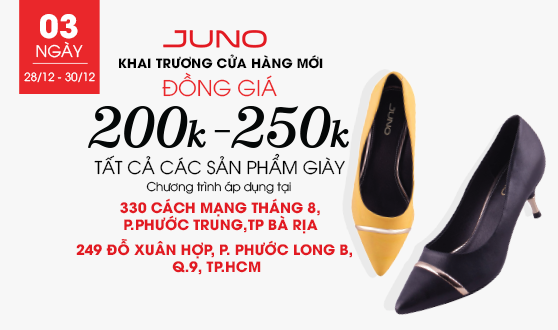 03
NGÀY
28/12 - 30/12
JUNO
KHAI TRƯƠNG CỬA HÀNG MỚI
ĐỒNG GIÁ
200k - 250k
TẤT CẢ CÁC SẢN PHẨM GIÀY
Chương trình áp dụng tại
330 CÁCH MẠNG THÁNG 8,
P.PHƯỚC TRUNG,TP BÀ RỊA
249 ĐỖ XUÂN HỢP, P. PHƯỚC LONG B,
Q.9, TP.HCM
JUNO
JUNO